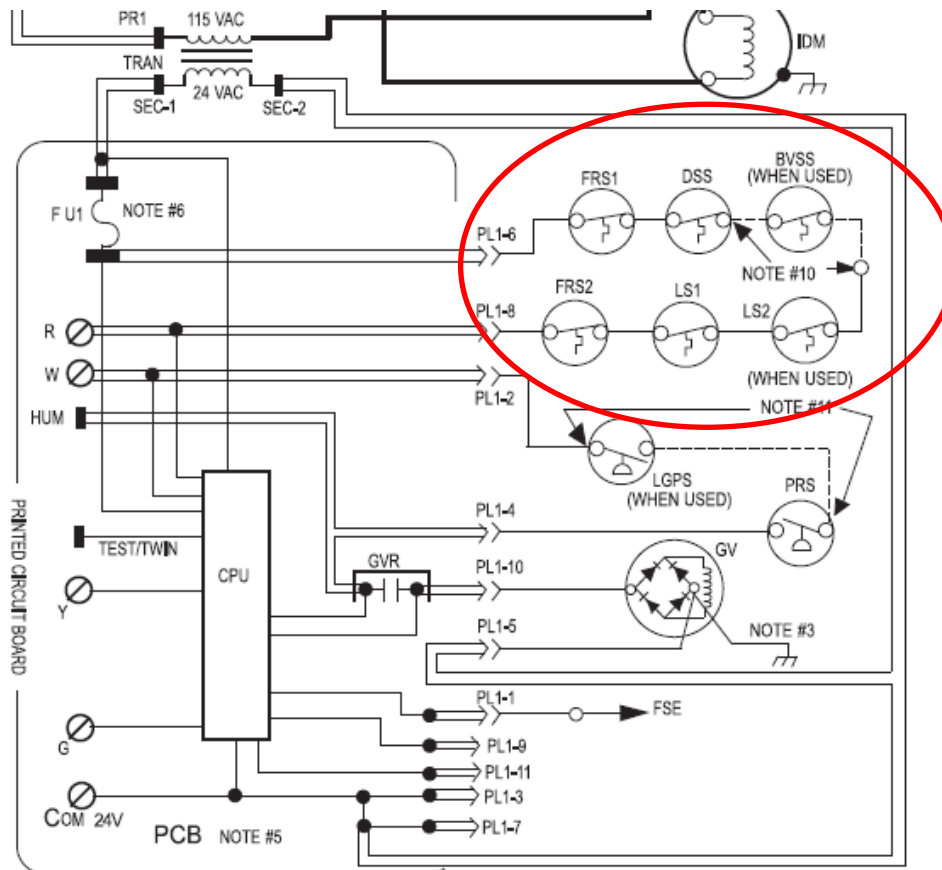 PR1
115 VAC
IDM
TRAN
24 VAC
SEC-1
SEC-2
BVSS
(WHEN USED)
FRS1
DSS
F U1
NOTE #6
PL1-6
NOTE #10
FRS2
LS1
LS2
PL1-8
R
(WHEN USED)
W
PL1-2
NOTE #11
HUM
LGPS
(WHEN USED)
PRS
PL1-4
TEST/TWIN
CPU
GVR
PL1-10
GV
Y
PL1-5
NOTE #3
PRINTED CIRCUIT BOARD
PL1-1
FSE
G
PL1-9
PL1-11
PL1-3
COM 24V
PCB NOTE #5
PL1-7